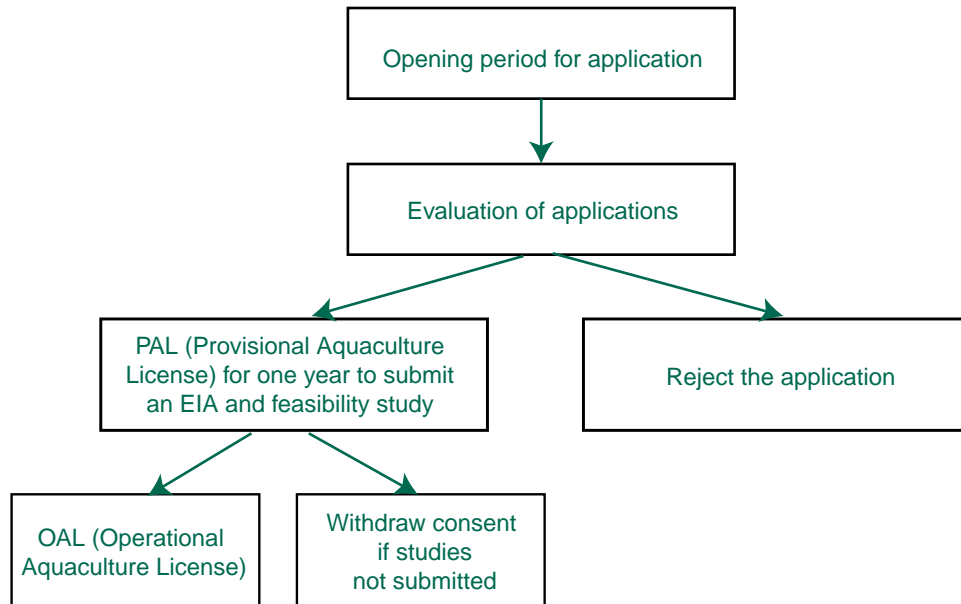 Opening period for application
Evaluation of applications
PAL (Provisional Aquaculture
License) for one year to submit
an EIA and feasibility study
Reject the application
OAL (Operational
Aquaculture License)
Withdraw consent
if studies
not submitted